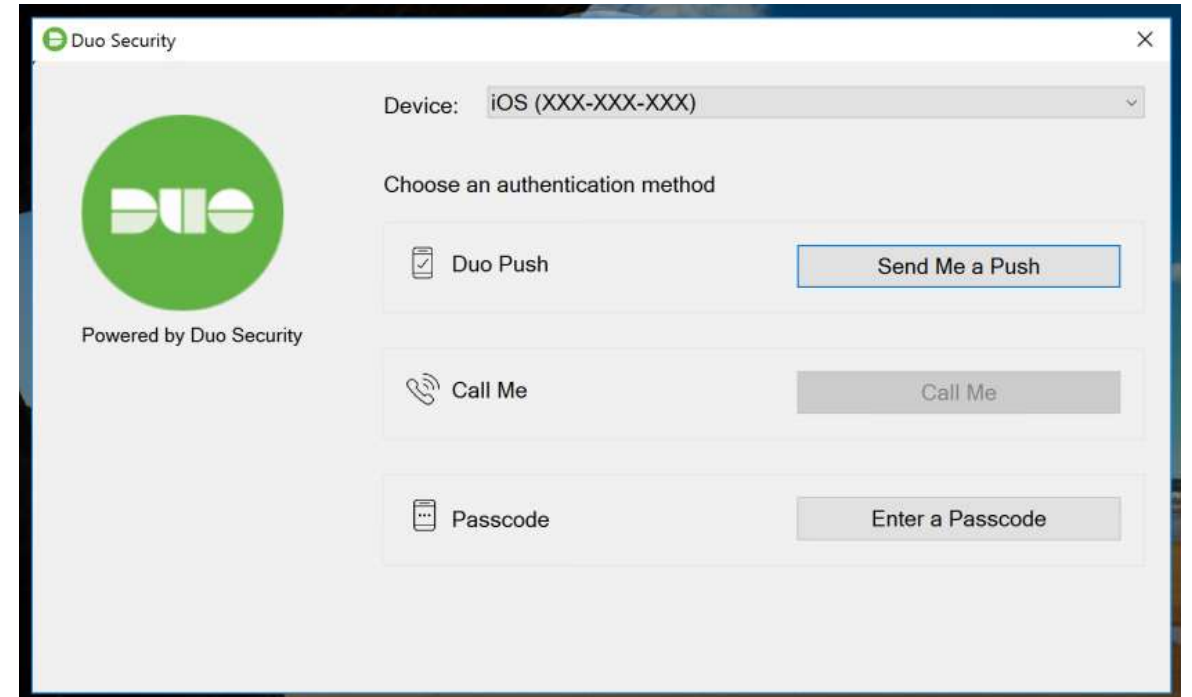 Duo Security
Device: iOS (XXX-XXX-XXX)
Choose an authentication method
DUO
Duo Push Send Me a Push
Powered by Duo Security
Call Me Call Me
Passcode Enter a Passcode